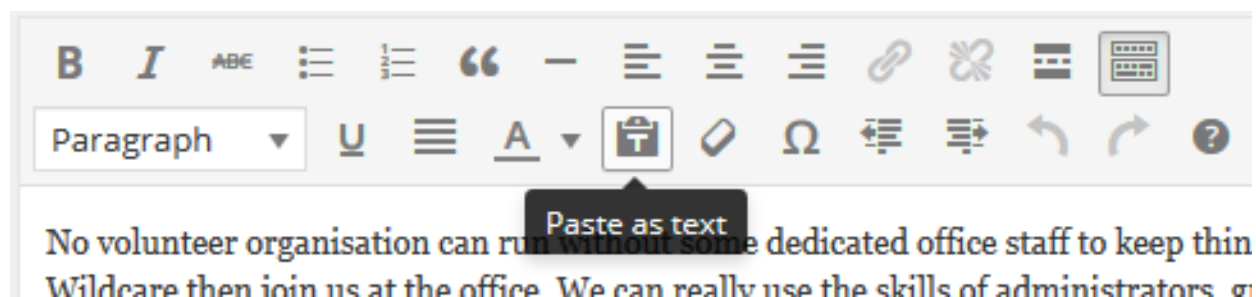 B I ABC
Paragraph U A T Ω ?
Paste as text
No volunteer organisation can run without some dedicated office staff to keep
Wildcare then join us at the office. We can really use the skills of administrators,